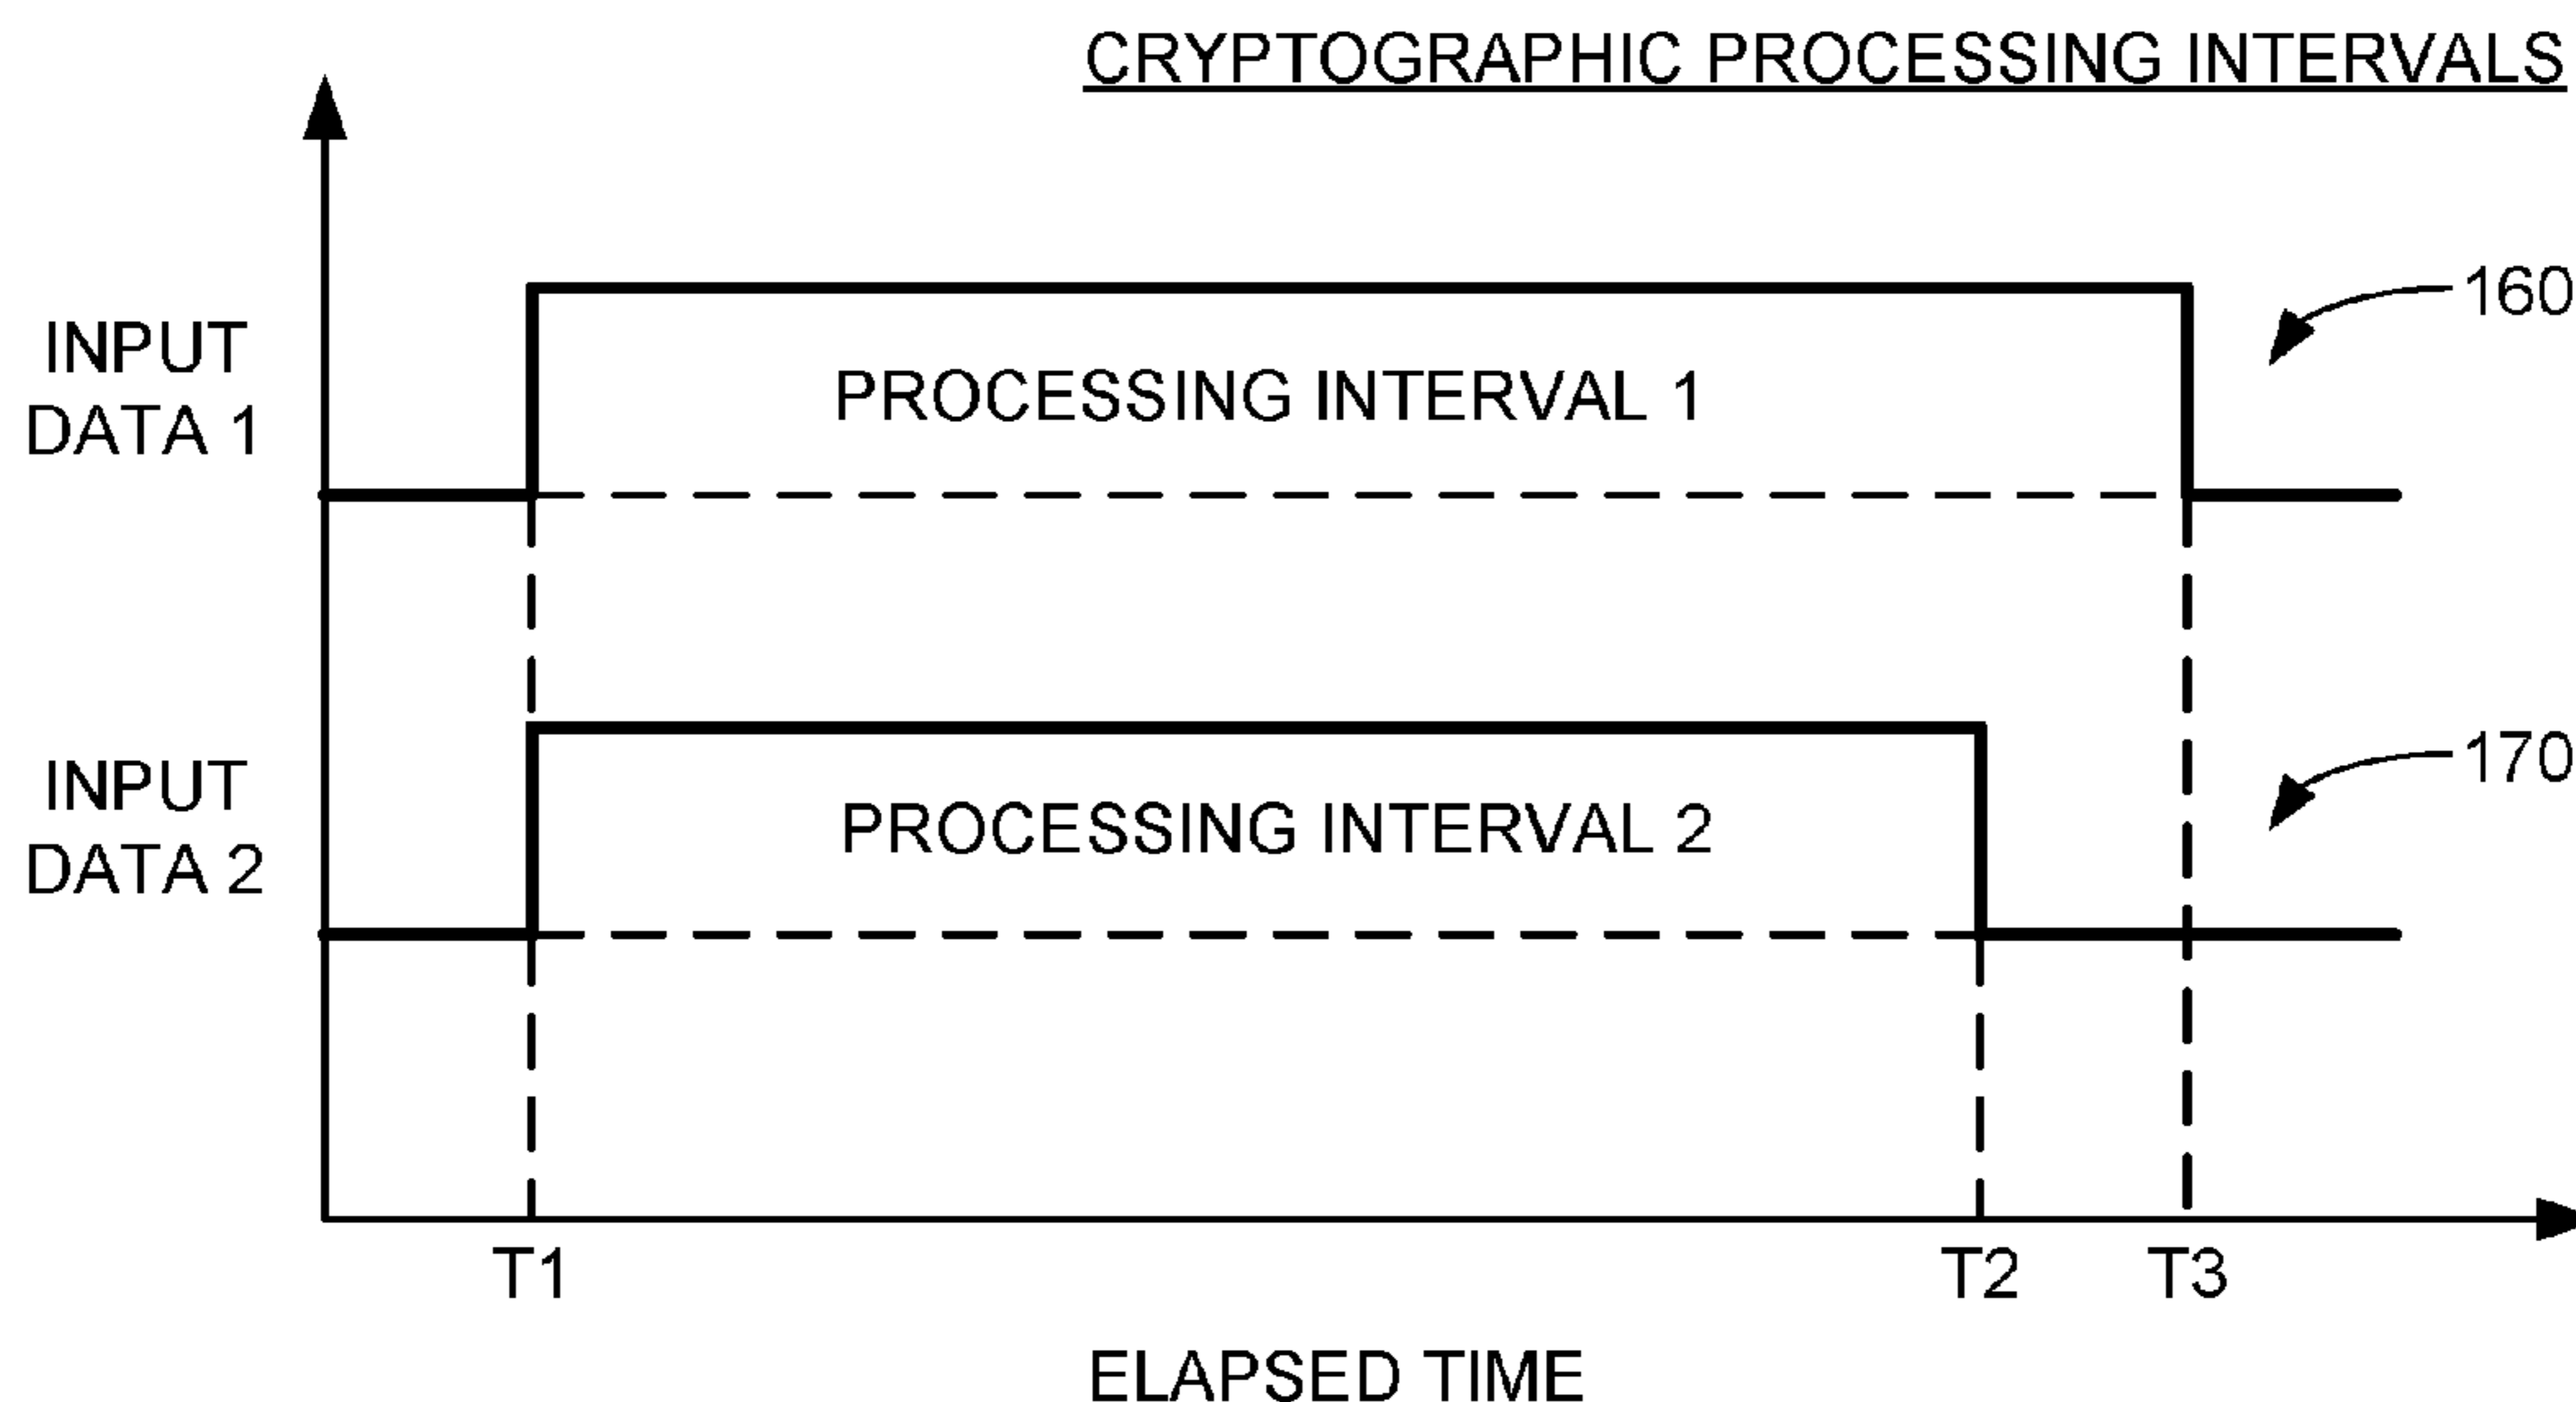 CRYPTOGRAPHIC PROCESSING INTERVALS
INPUT
DATA 1
PROCESSING INTERVAL 1
160
INPUT
DATA 2
PROCESSING INTERVAL 2
170
T1
T2
T3
ELAPSED TIME